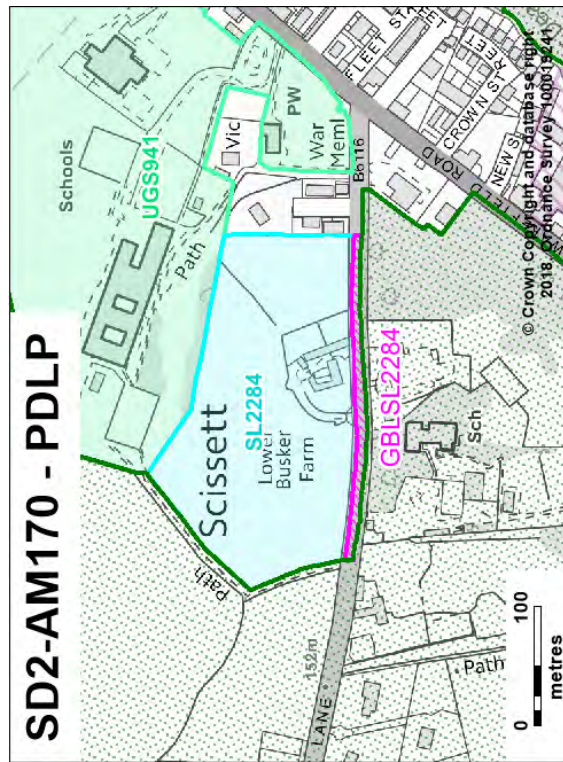 SD2-AM170 - PDLP
Schools
UGS941
Path
Vic
PW
War
Meml
FLEET STREET
CROWN STREET
NEW S
FIELD ROAD
B6116
Scissett
SL2284
Lower
Busker
Farm
Path
GBLSL2284
Sch
152m
LANE
Path
0 100
metres
© Crown Copyright and database right
2018. Ordnance Survey 100019241